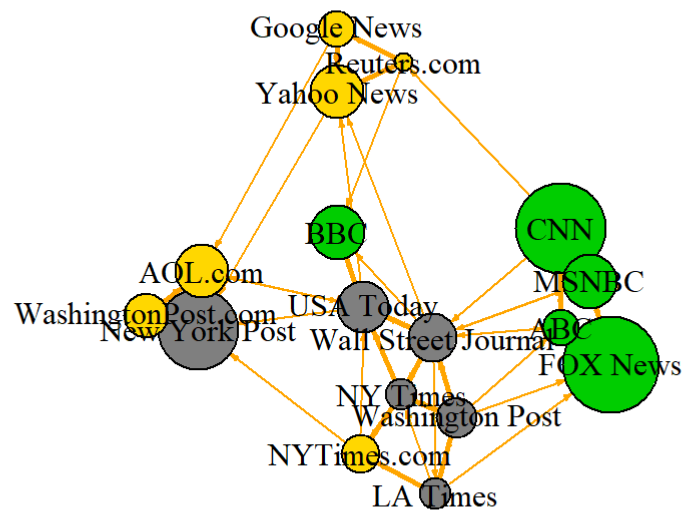 Google News
Reuters.com
Yahoo News
CNN
BBC
AOL.com
MSNBC
USA Today
WashingtonPost.com
New York Post
ABC
Wall Street Journal
FOX News
NY Times
Washington Post
NYTimes.com
LA Times